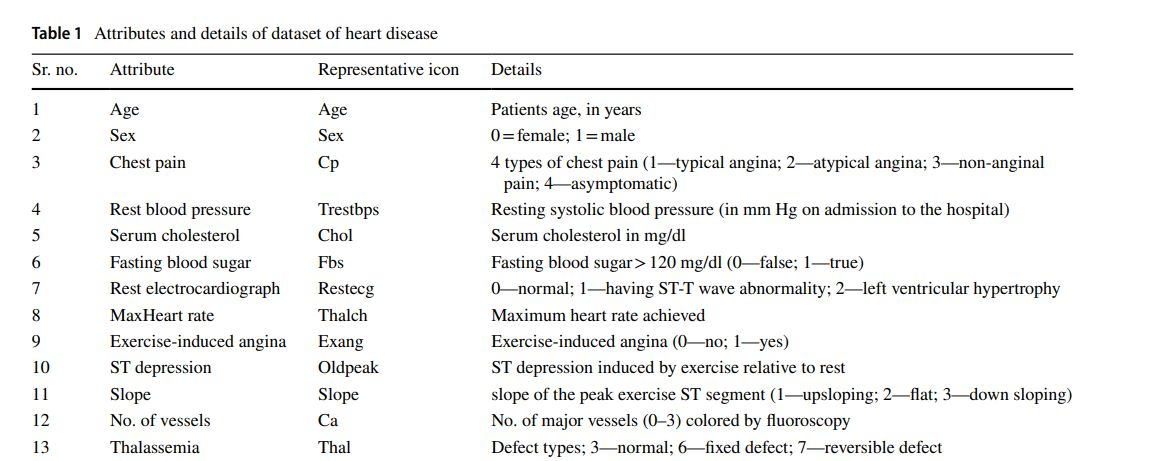 Table 1 Attributes and details of dataset of heart disease
Sr. no. Attribute Representative icon Details
1 Age Age Patients age, in years
2 Sex Sex 0=female; 1=male
3 Chest pain Cp 4 types of chest pain (1—typical angina; 2—atypical angina; 3—non-anginal
pain; 4—asymptomatic)
4 Rest blood pressure Trestbps Resting systolic blood pressure (in mm Hg on admission to the hospital)
5 Serum cholesterol Chol Serum cholesterol in mg/dl
6 Fasting blood sugar Fbs Fasting blood sugar> 120 mg/dl (0—false; 1—true)
7 Rest electrocardiograph Restecg 0—normal; 1—having ST-T wave abnormality; 2—left ventricular hypertrophy
8 MaxHeart rate Thalch Maximum heart rate achieved
9 Exercise-induced angina Exang Exercise-induced angina (0—no; 1—yes)
10 ST depression Oldpeak ST depression induced by exercise relative to rest
11 Slope Slope slope of the peak exercise ST segment (1—upsloping; 2—flat; 3—down sloping)
12 No. of vessels Ca No. of major vessels (0–3) colored by fluoroscopy
13 Thalassemia Thal Defect types; 3—normal; 6—fixed defect; 7—reversible defect